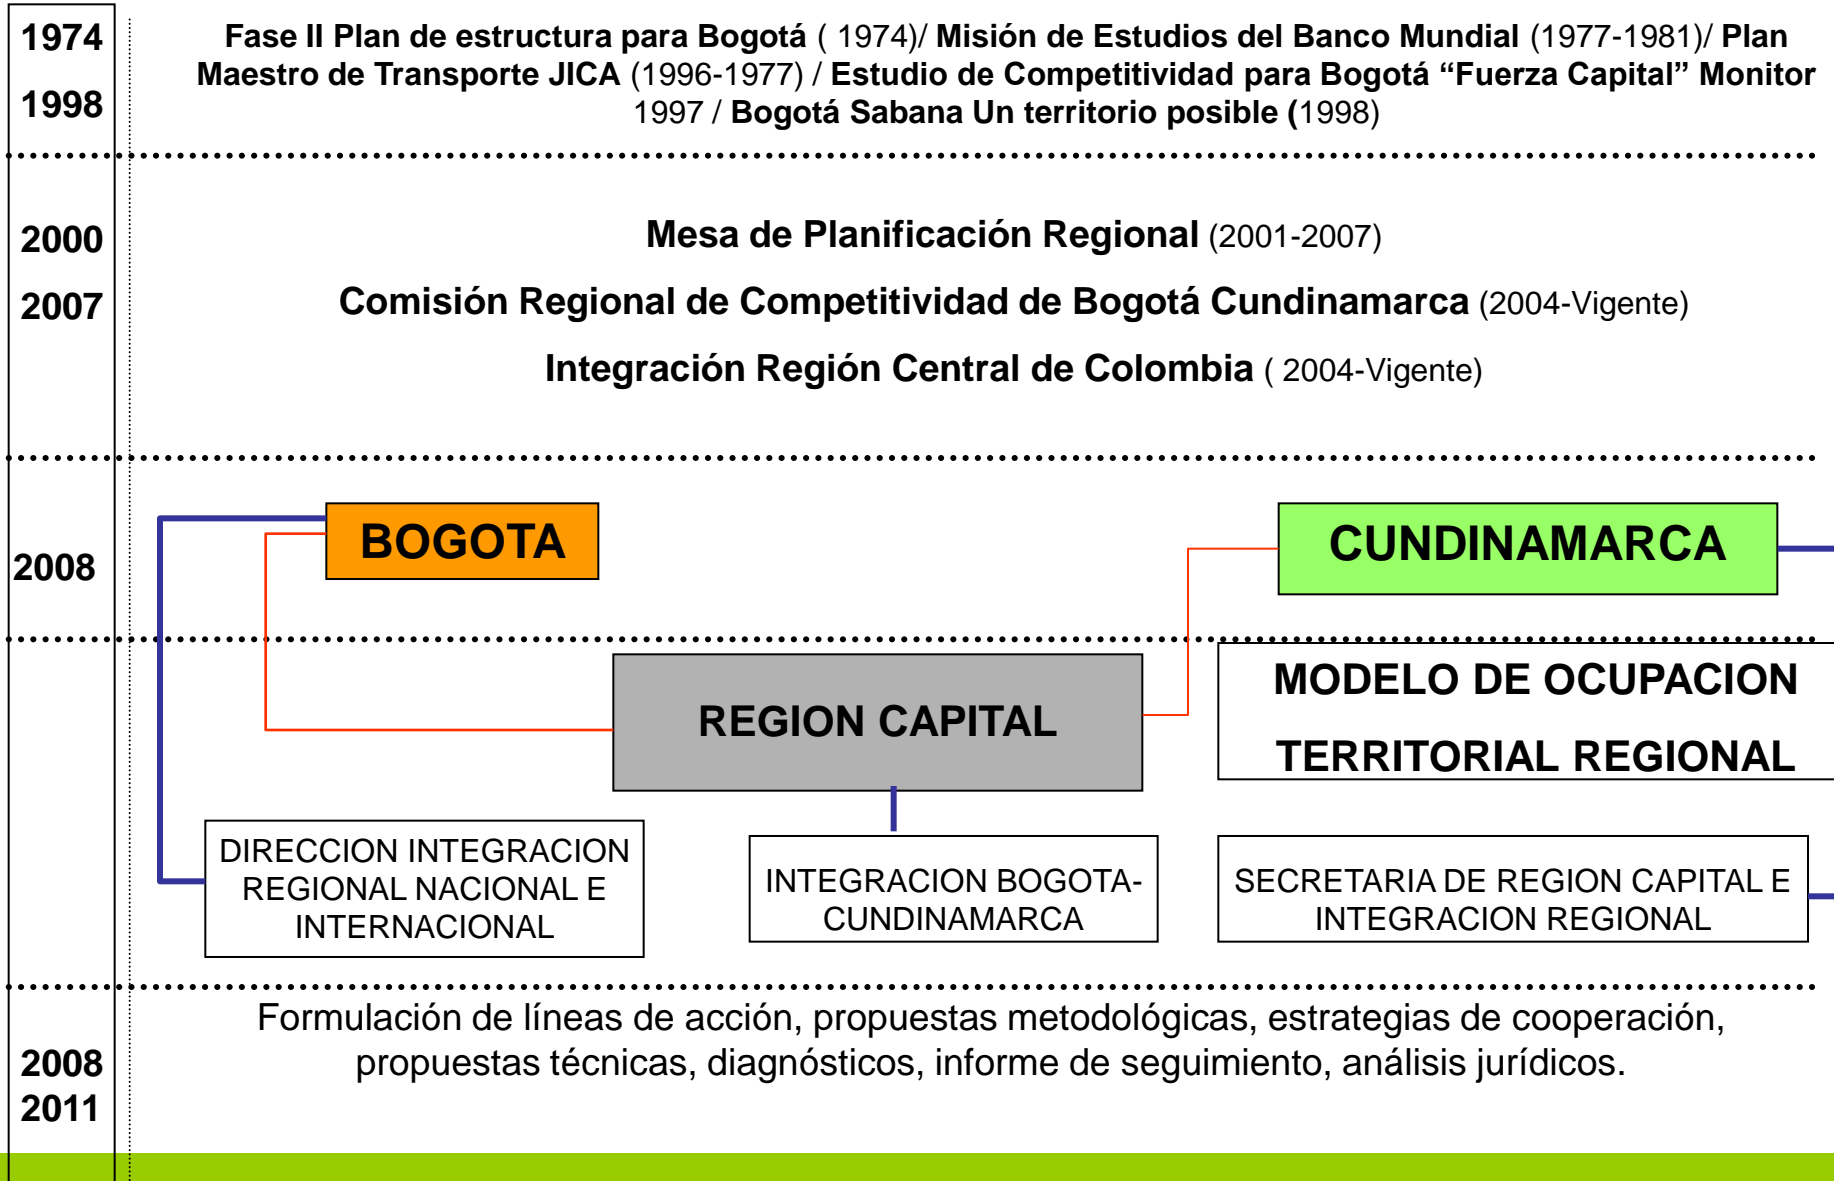 1974
1998
Fase II Plan de estructura para Bogotá ( 1974)/ Misión de Estudios del Banco Mundial (1977-1981)/ Plan
Maestro de Transporte JICA (1996-1977) / Estudio de Competitividad para Bogotá “Fuerza Capital” Monitor
1997 / Bogotá Sabana Un territorio posible (1998)
2000
2007
Mesa de Planificación Regional (2001-2007)
Comisión Regional de Competitividad de Bogotá Cundinamarca (2004-Vigente)
Integración Región Central de Colombia ( 2004-Vigente)
2008
BOGOTA
CUNDINAMARCA
REGION CAPITAL
MODELO DE OCUPACION
TERRITORIAL REGIONAL
DIRECCION INTEGRACION
REGIONAL NACIONAL E
INTERNACIONAL
INTEGRACION BOGOTA-
CUNDINAMARCA
SECRETARIA DE REGION CAPITAL E
INTEGRACION REGIONAL
2008
2011
Formulación de líneas de acción, propuestas metodológicas, estrategias de cooperación,
propuestas técnicas, diagnósticos, informe de seguimiento, análisis jurídicos.